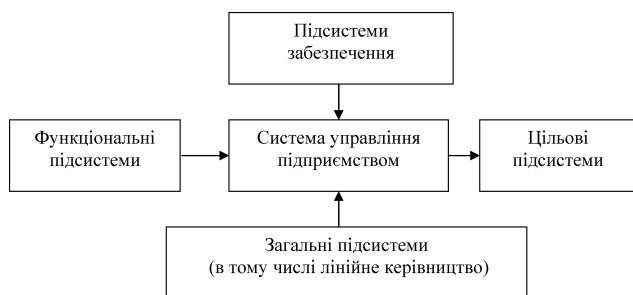 Підсистеми
забезпечення
Функціональні
підсистеми
Система управління
підприємством
Цільові
підсистеми
Загальні підсистеми
(в тому числі лінійне керівництво)